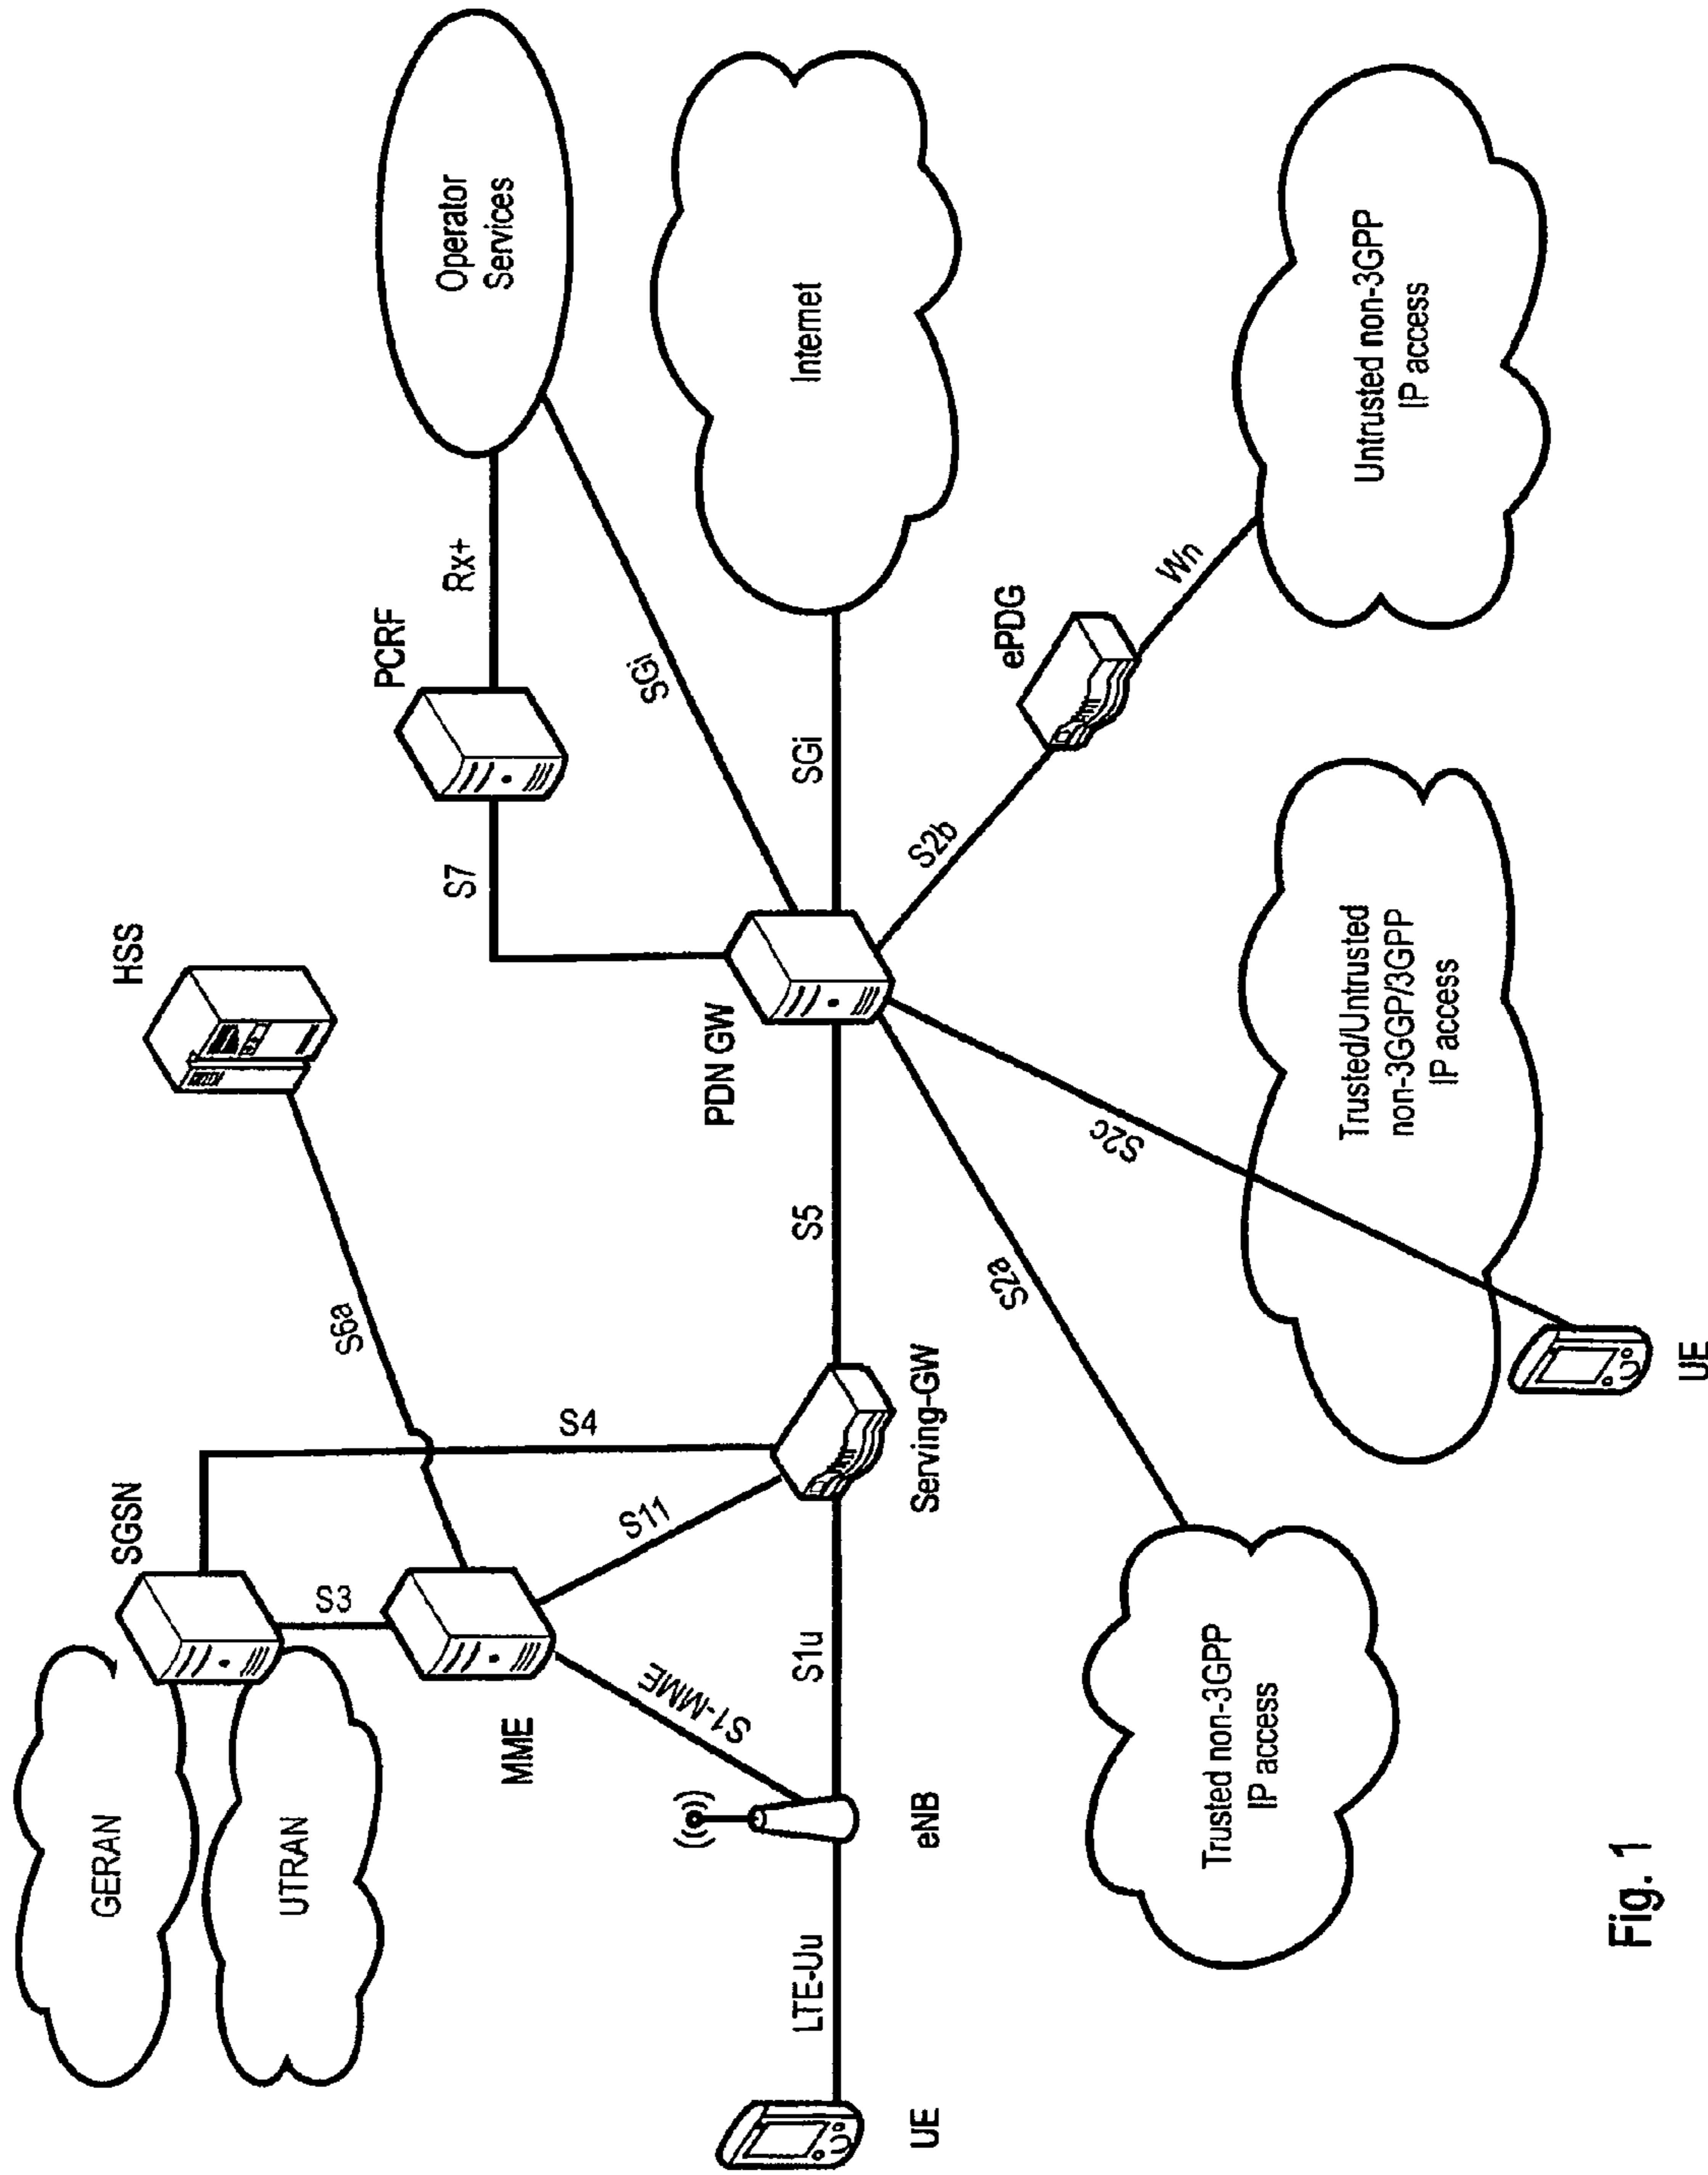 GERAN
UTRAN
SGSN
HSS
S3
S4
S6a
MME
S11
S1-MME
PCRF
S7
Rx+
Operator
Services
SGi
UE
LTE-Uu
eNB
S1u
Serving-GW
S5
PDN GW
SGi
Internet
S2a
S2c
S2b
ePDG
Wn
Trusted non-3GPP
IP access
Trusted/Untrusted
non-3GGP/3GPP
IP access
Untrusted non-3GPP
IP access
UE
Fig. 1